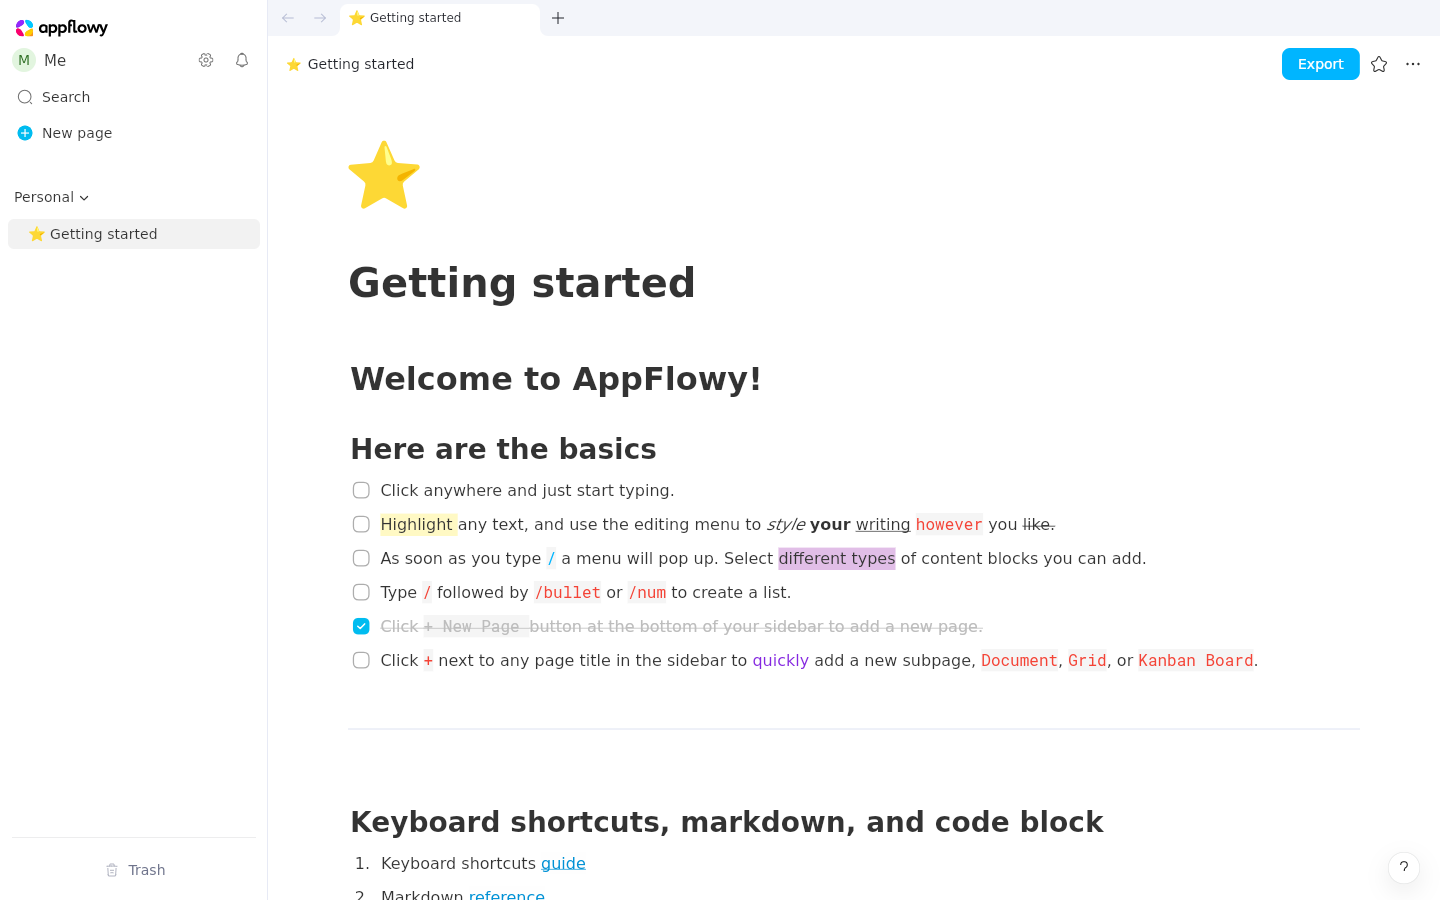 appflowy
Getting started
M Me
Search
New page
Personal
Getting started
Trash
Getting started
Export
Getting started
Welcome to AppFlowy!
Here are the basics
Click anywhere and just start typing.
Highlight any text, and use the editing menu to style your writing however you like.
As soon as you type / a menu will pop up. Select different types of content blocks you can add.
Type / followed by /bullet or /num to create a list.
Click + New Page button at the bottom of your sidebar to add a new page.
Click + next to any page title in the sidebar to quickly add a new subpage, Document, Grid, or Kanban Board.
Keyboard shortcuts, markdown, and code block
1. Keyboard shortcuts guide
2. Markdown reference
?